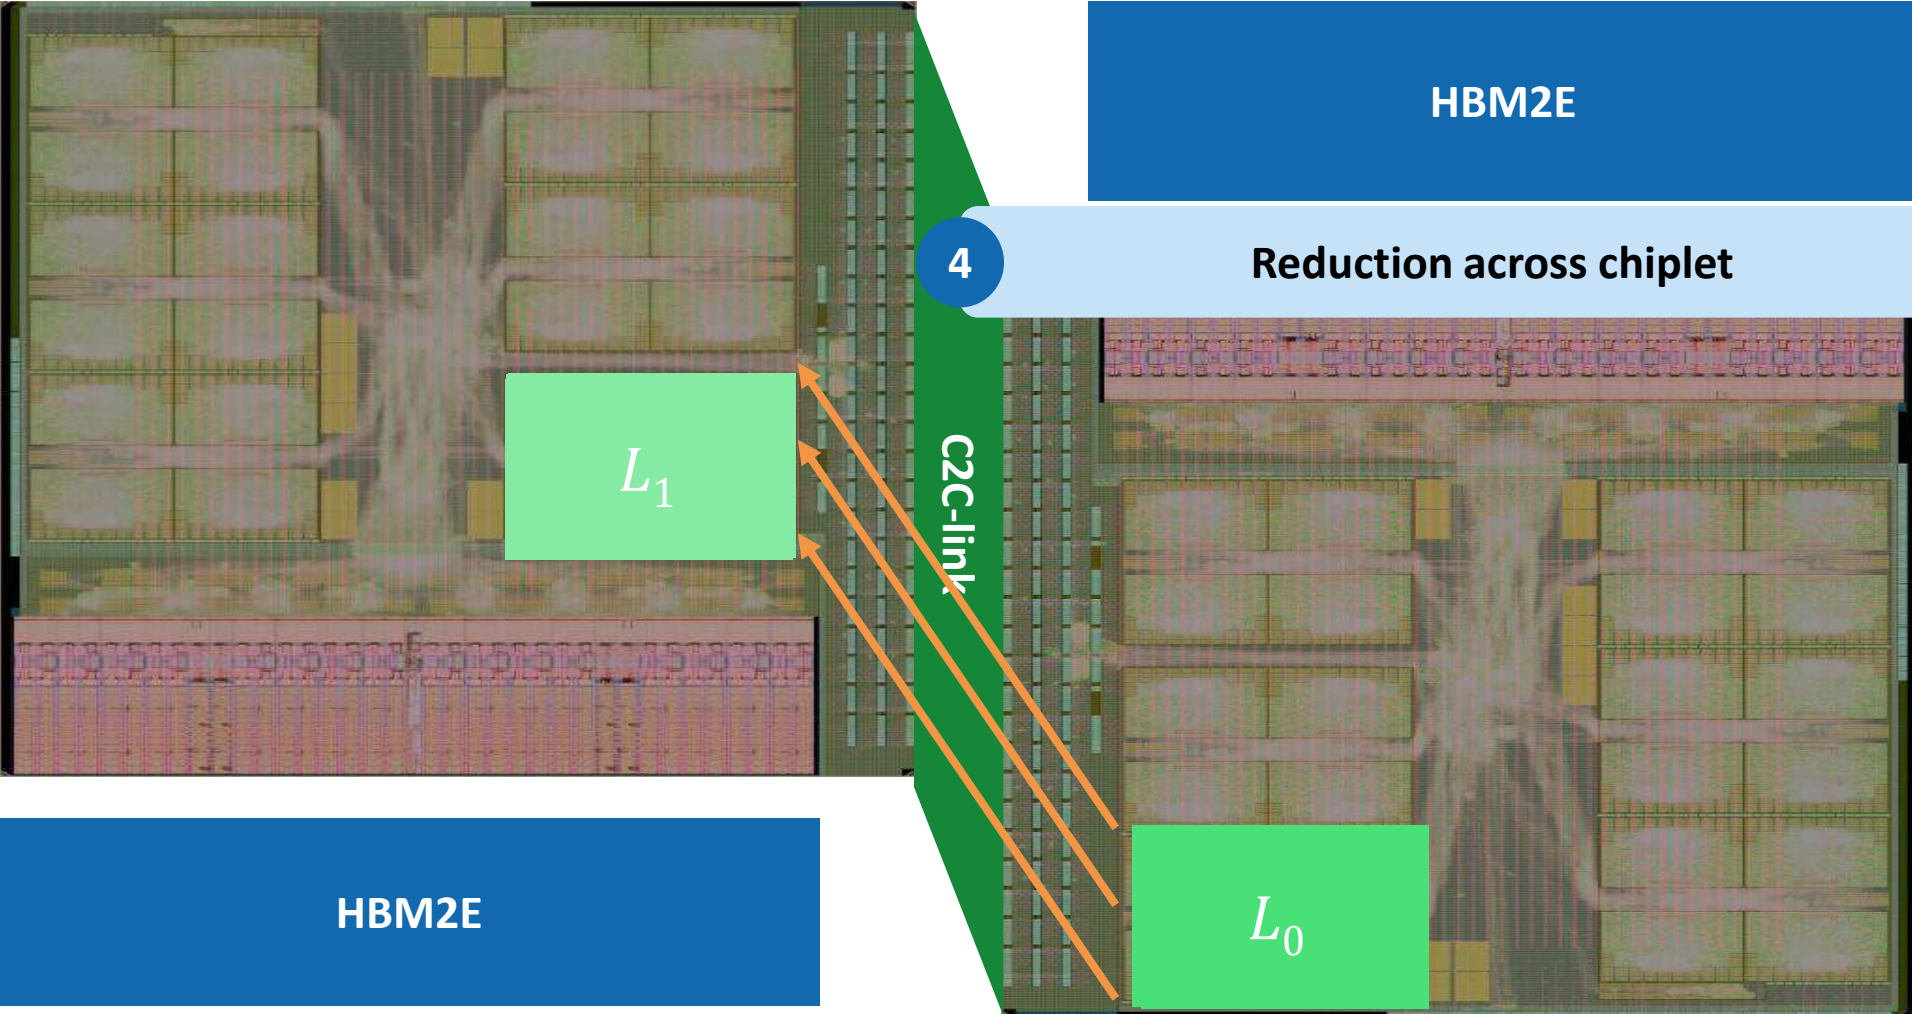 HBM2E
4
Reduction across chiplet
C2C-link
L₁
L₀
HBM2E